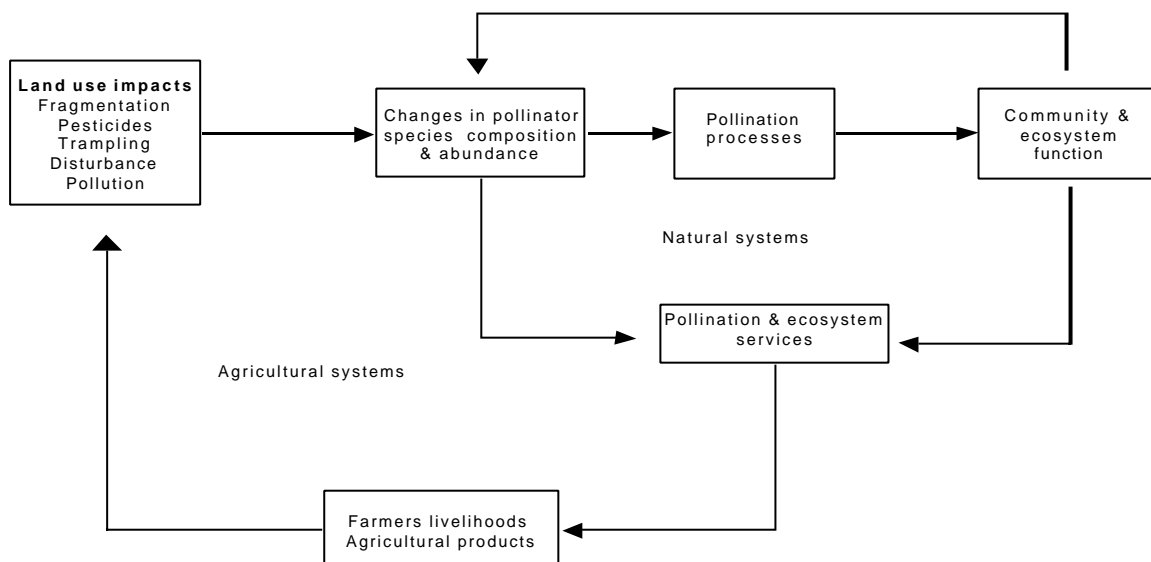 Land use impacts
Fragmentation
Pesticides
Trampling
Disturbance
Pollution
Changes in pollinator
species composition
& abundance
Pollination
processes
Community &
ecosystem
function
Natural systems
Pollination & ecosystem
services
Agricultural systems
Farmers livelihoods
Agricultural products